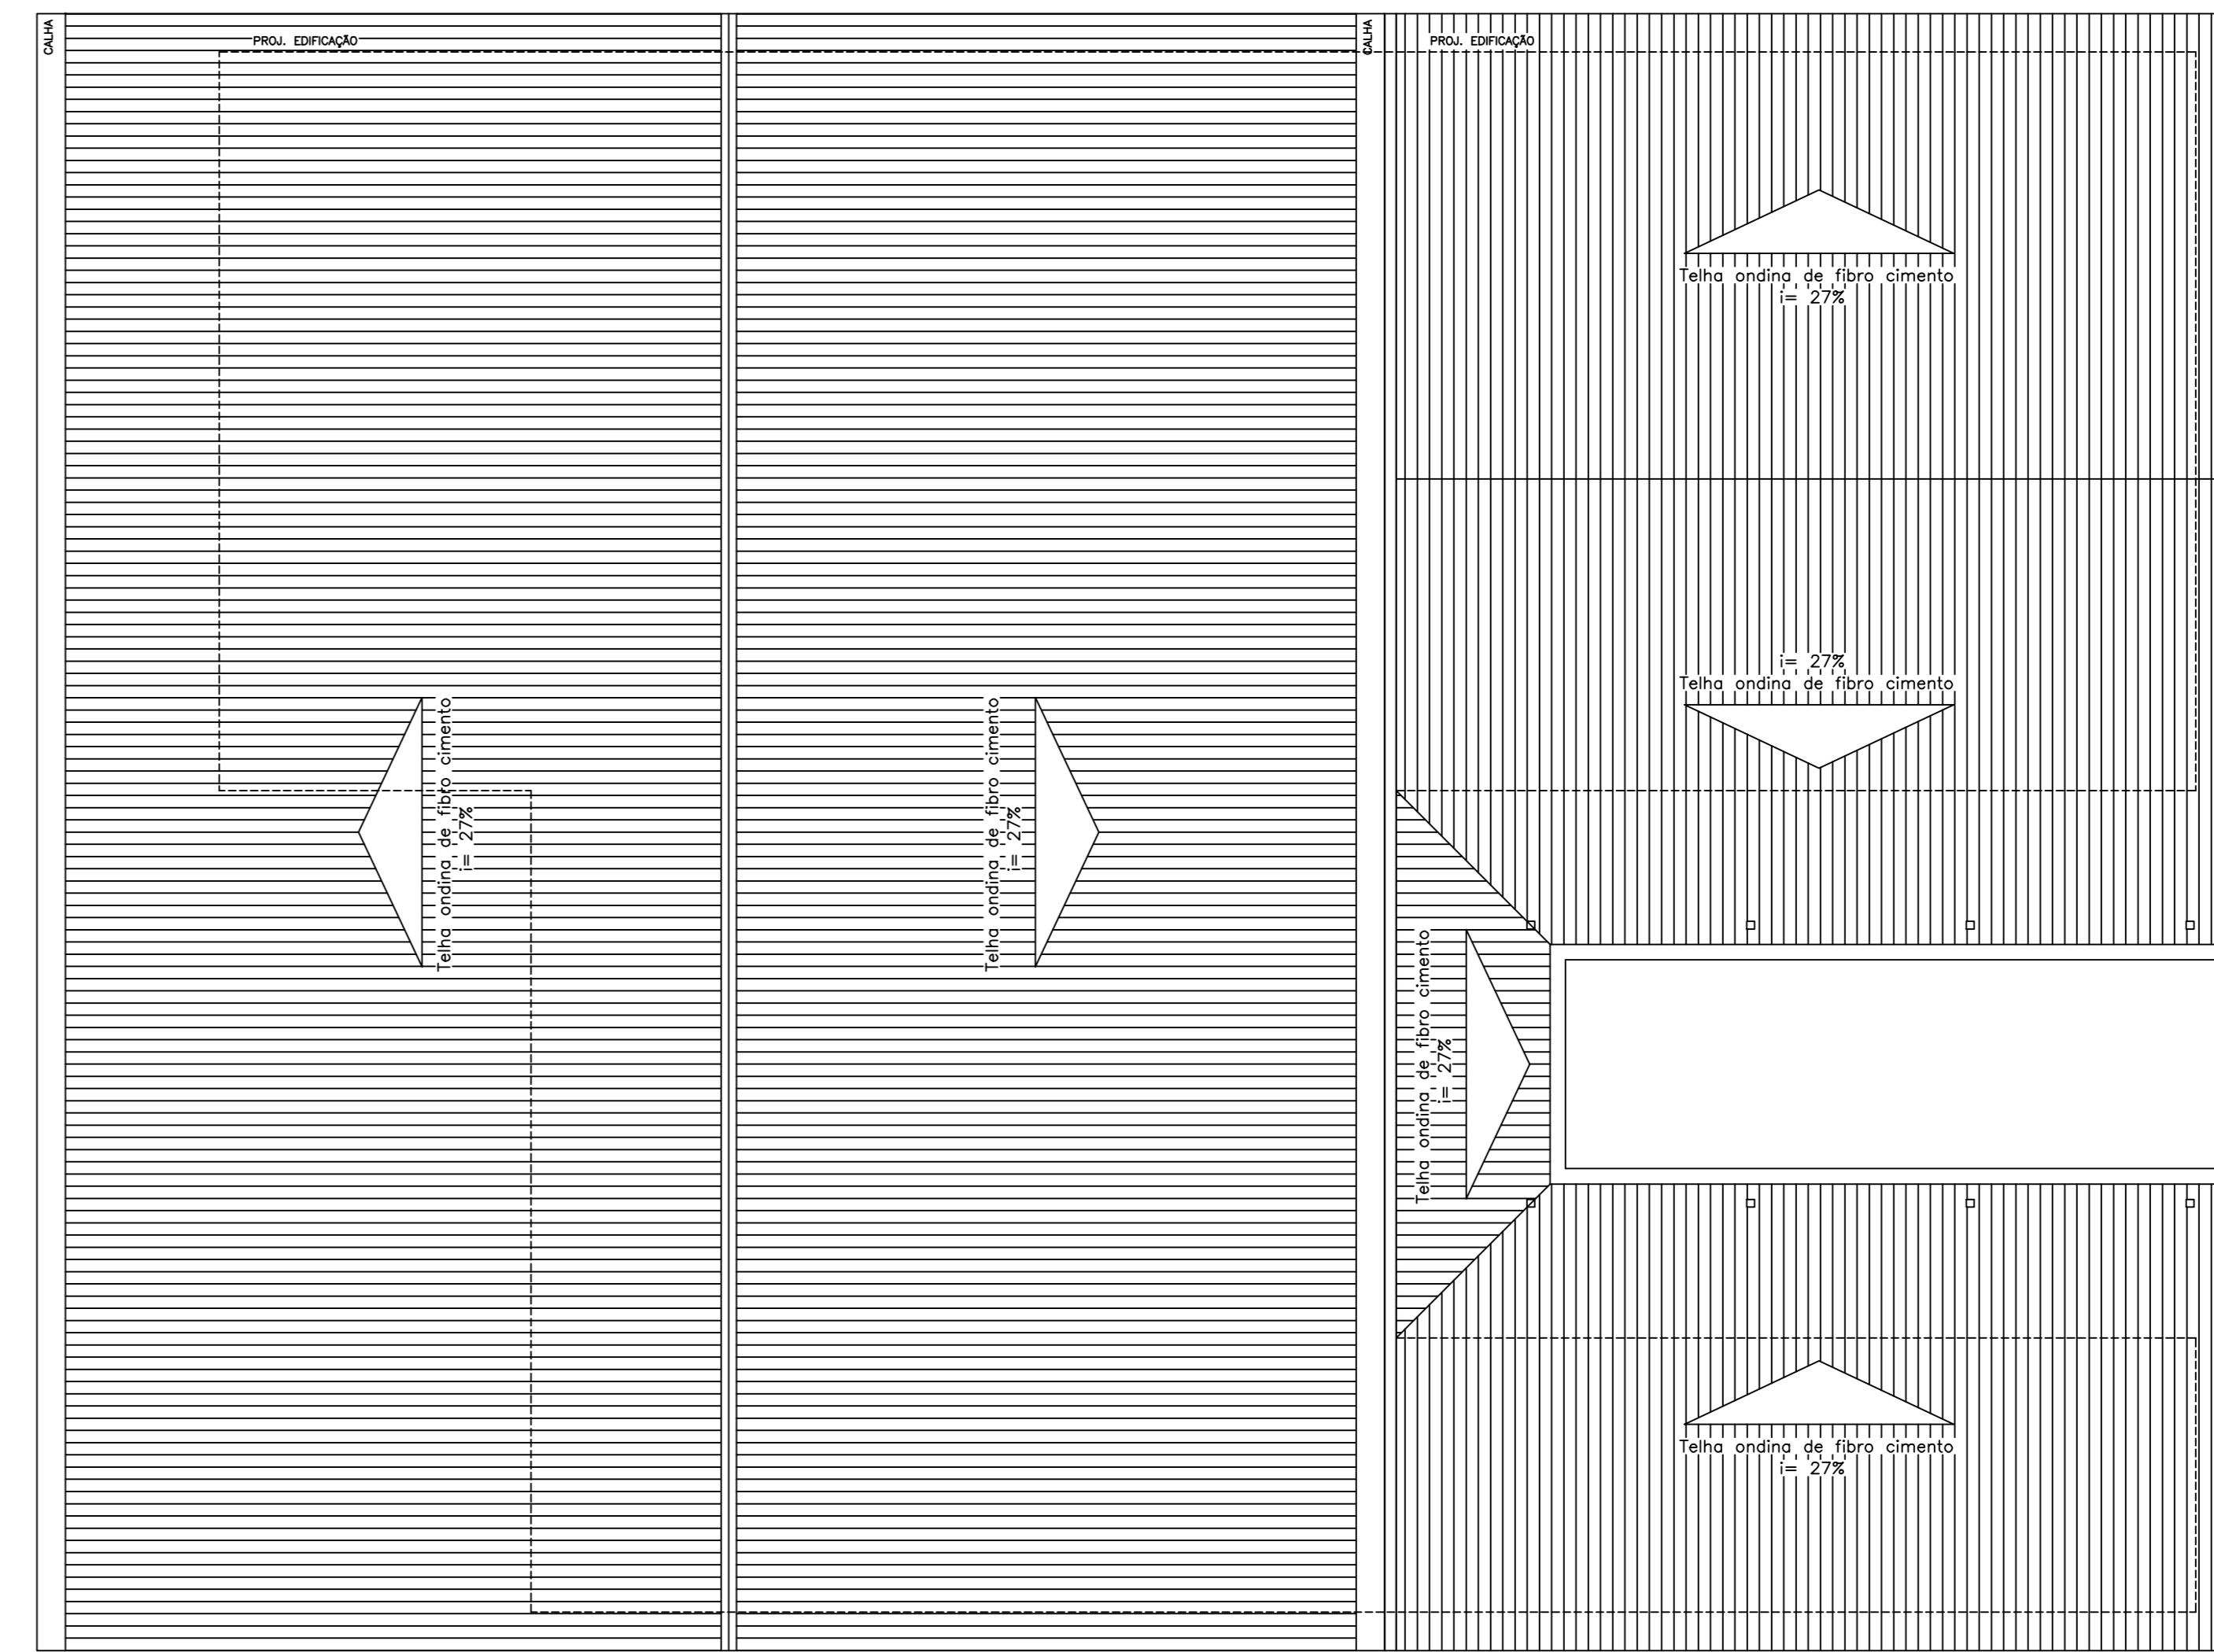 CALHA
PROJ. EDIFICAÇÃO
CALHA
PROJ. EDIFICAÇÃO
Telha ondina de fibro cimento
i= 27%
i= 27%
Telha ondina de fibro cimento
Telha ondina de fibro cimento
i= 27%
Telha ondina de fibro cimento
i= 27%
Telha ondina de fibro cimento
i= 27%
Telha ondina de fibro cimento
i= 27%